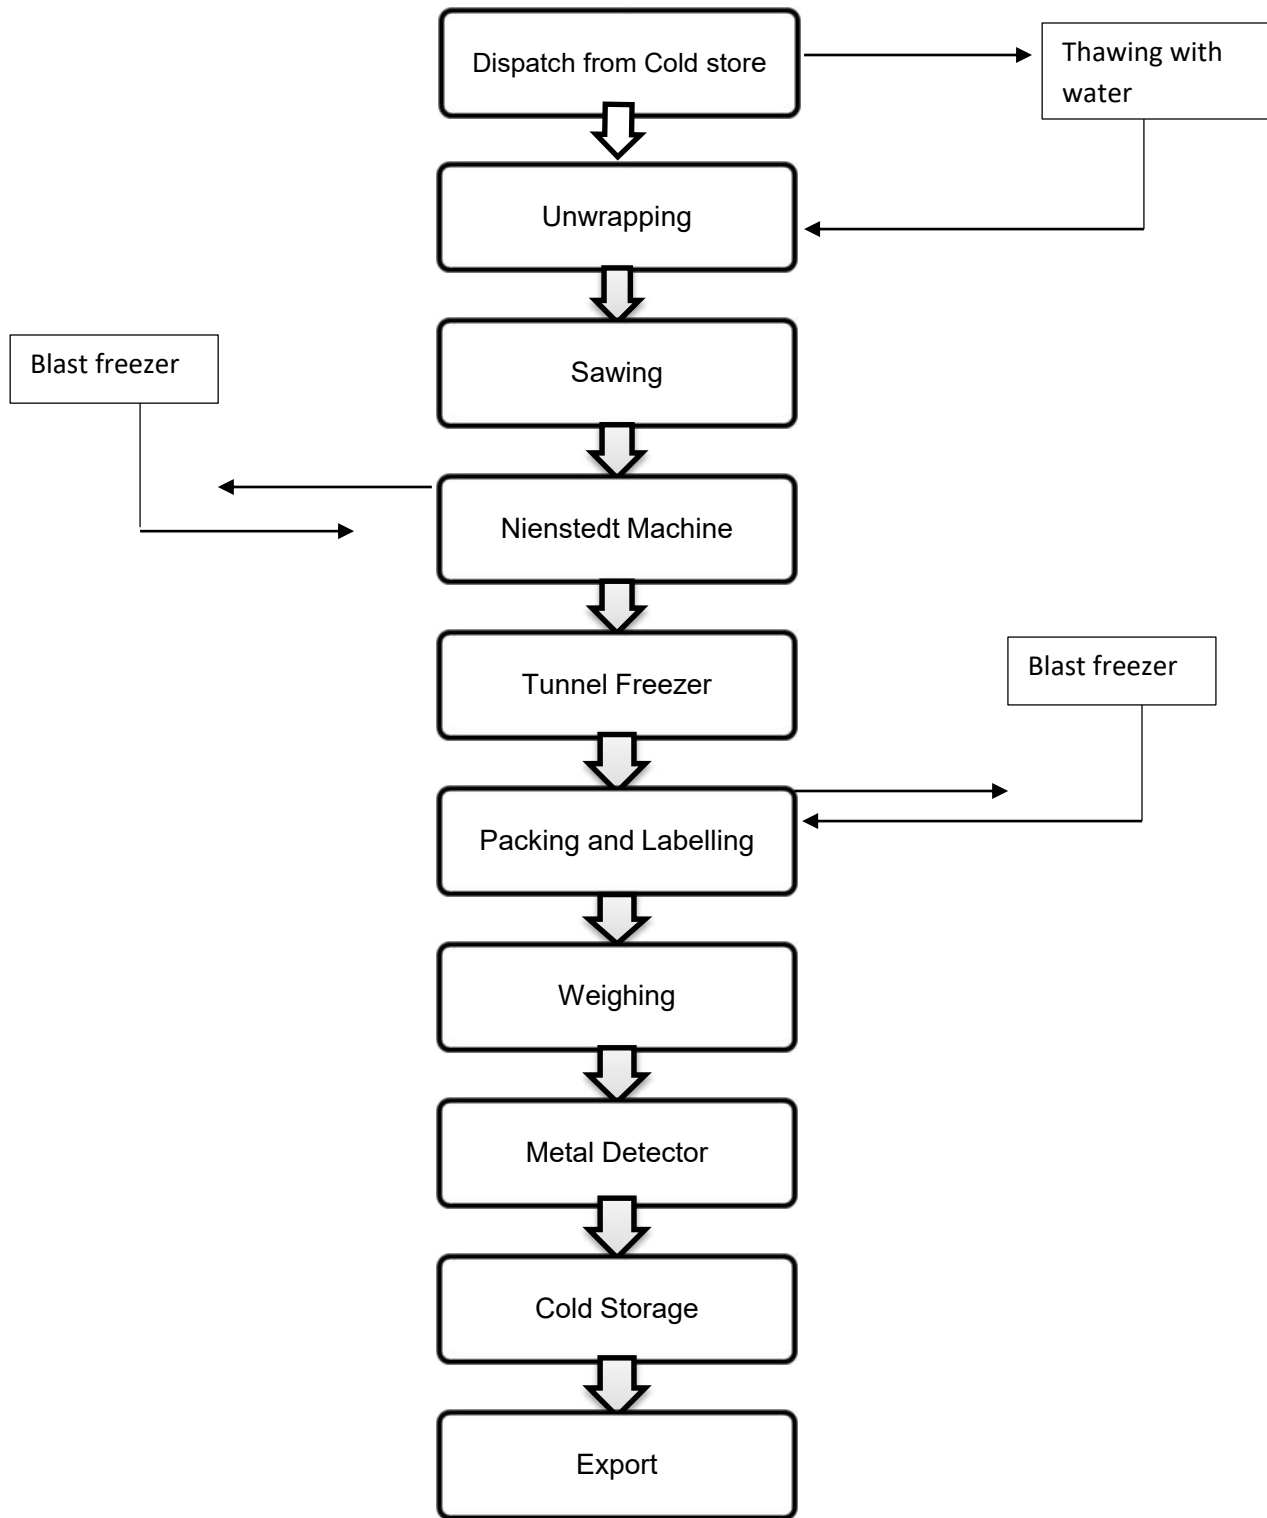 Dispatch from Cold store
Thawing with
water
Unwrapping
Sawing
Blast freezer
Nienstedt Machine
Tunnel Freezer
Blast freezer
Packing and Labelling
Weighing
Metal Detector
Cold Storage
Export